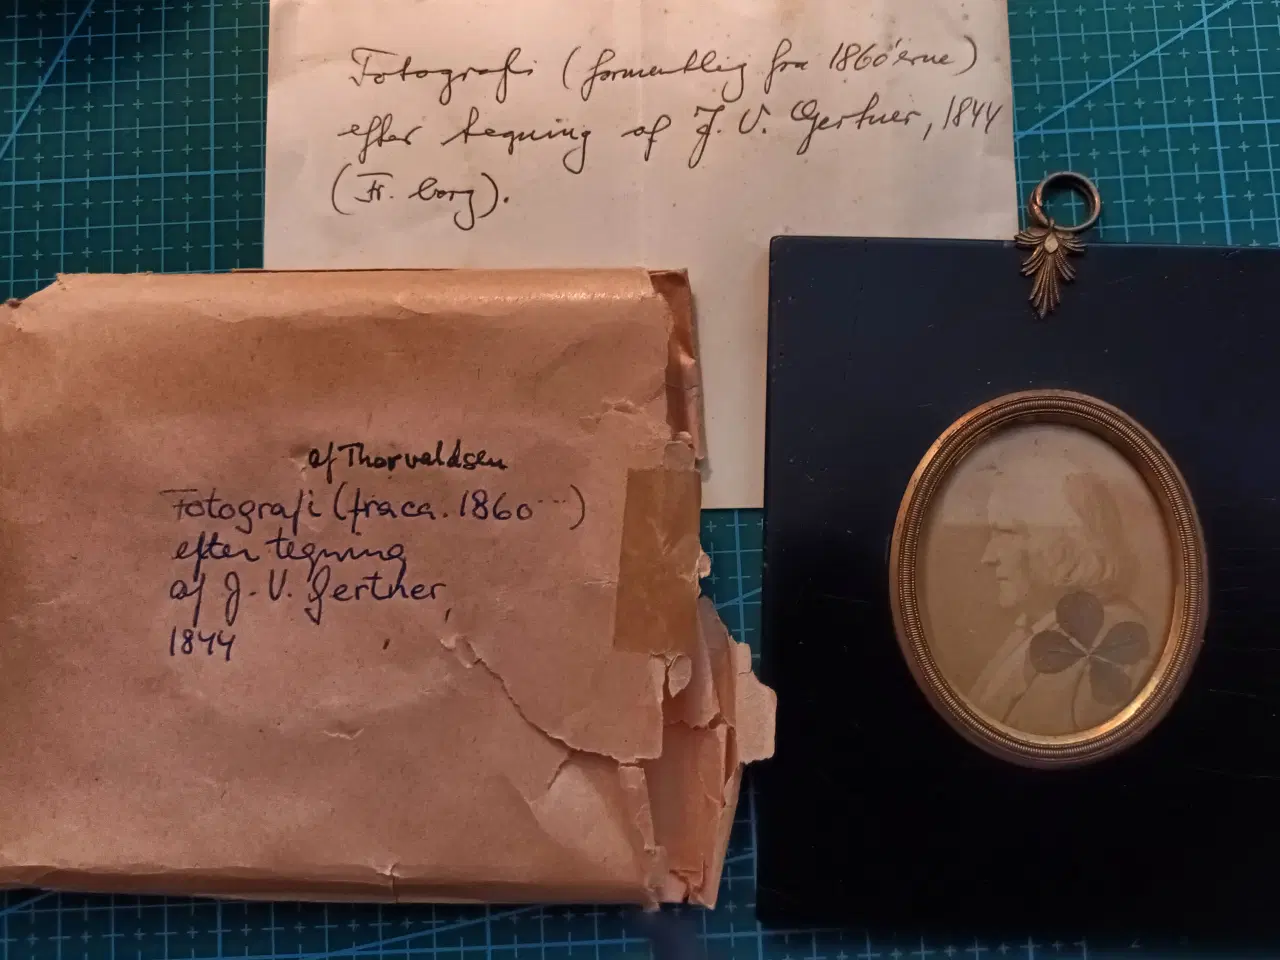 Fotografi (formentlig fra 1860'erne)
efter tegning af J. V. Gertner, 1844
(Fr. borg).
af Thorvaldsen
Fotografi (fra ca. 1860...)
efter tegning
af J. V. Gertner,
1844